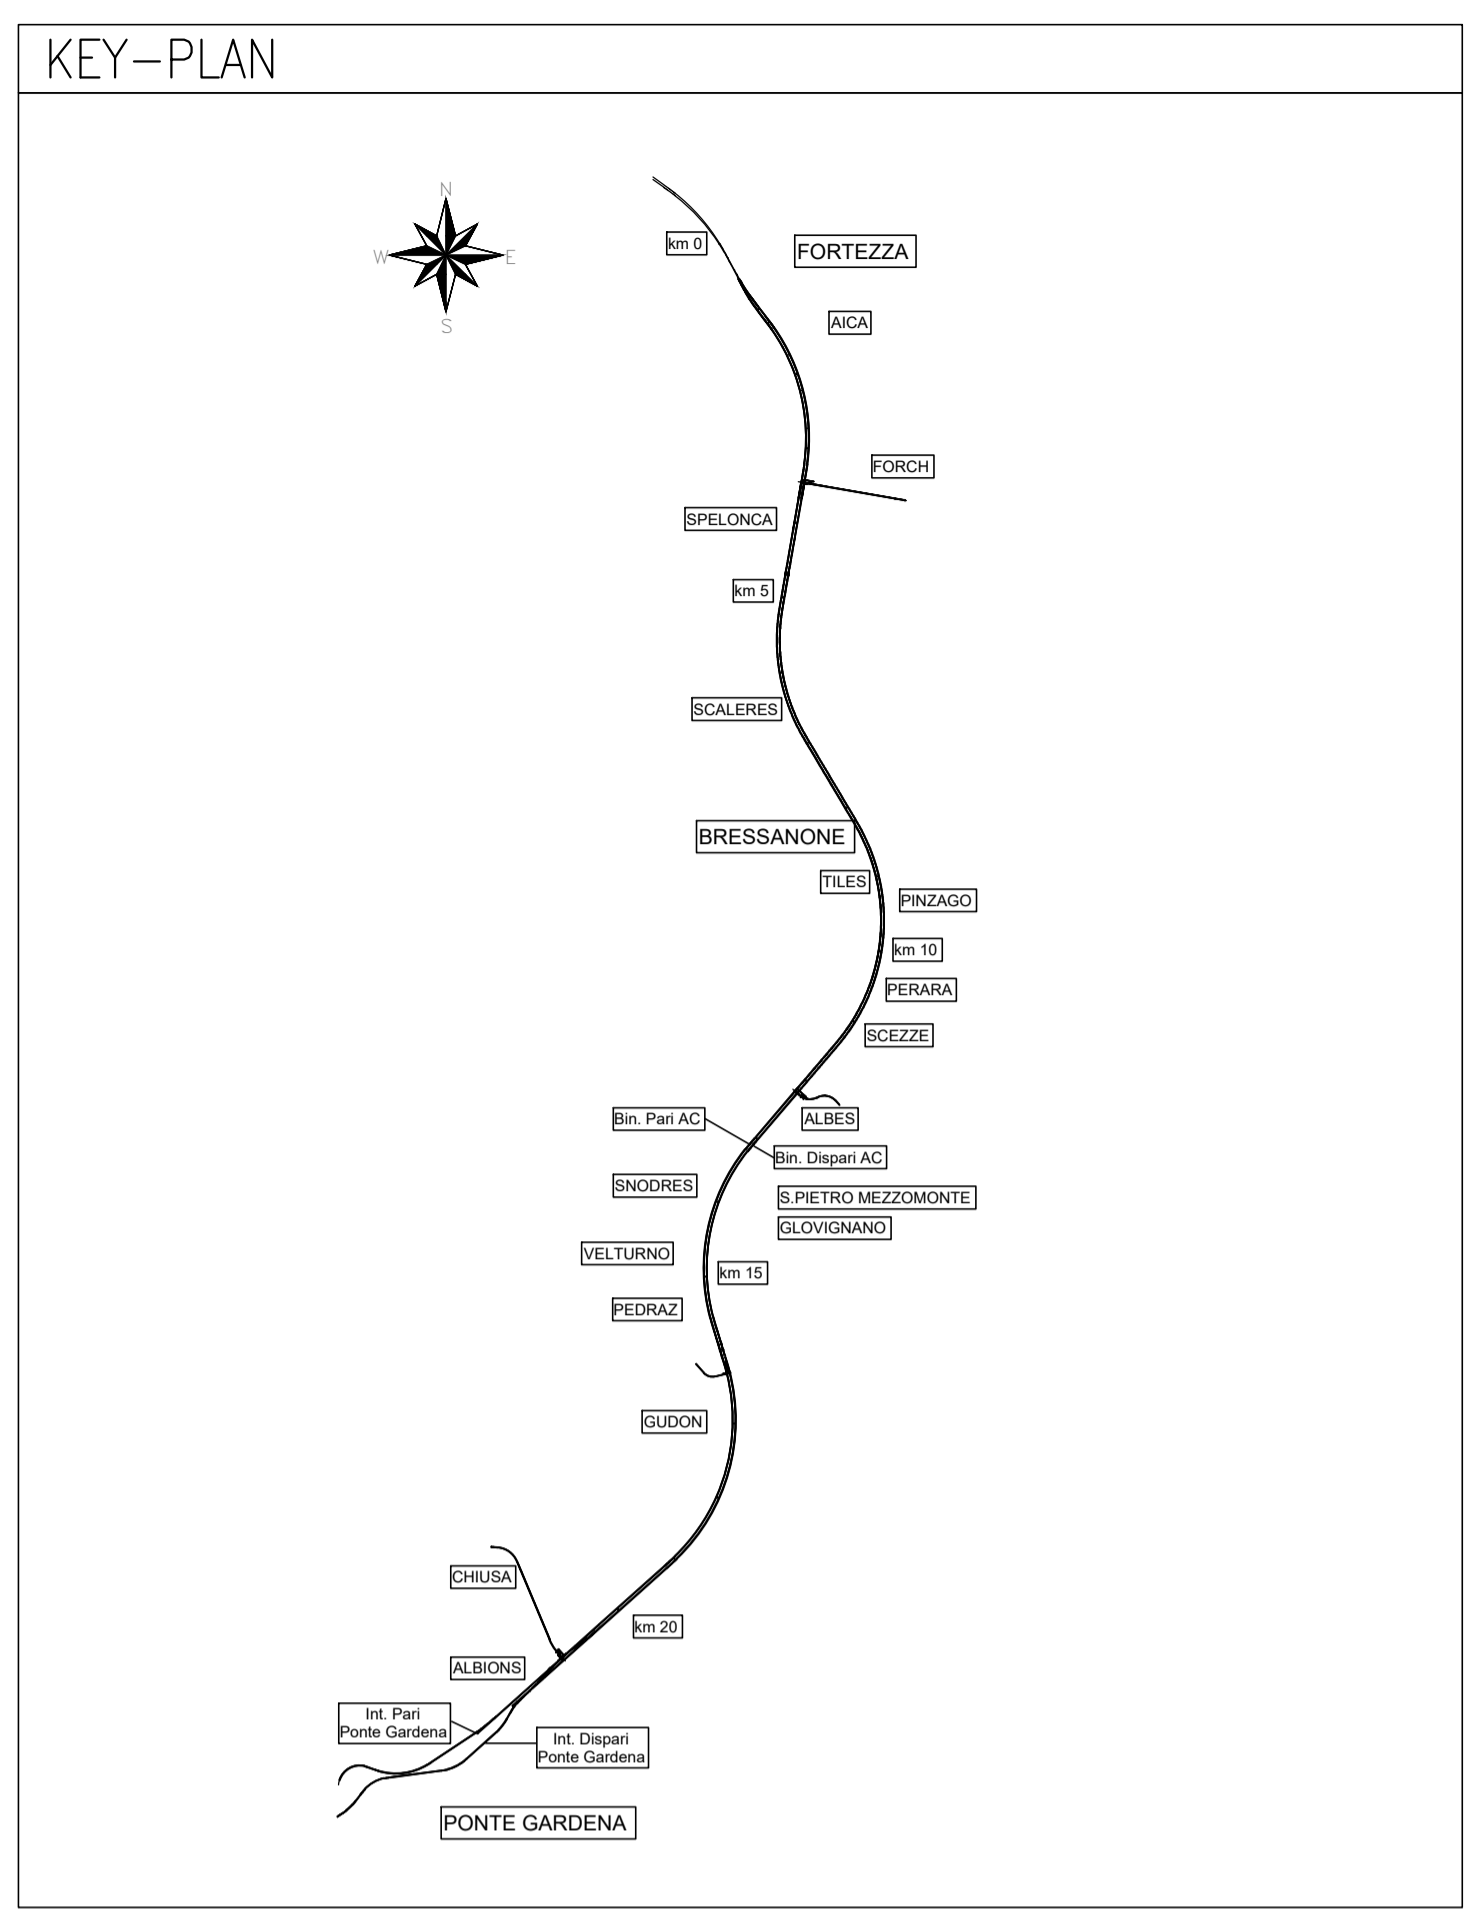 KEY-PLAN
N
W
E
S
km 0
FORTEZZA
AICA
FORCH
SPELONCA
km 5
SCALERES
BRESSANONE
TILES
PINZAGO
km 10
PERARA
SCEZZE
Bin. Pari AC
ALBES
Bin. Dispari AC
SNODRES
S.PIETRO MEZZOMONTE
GLOVIGNANO
VELTURNO
km 15
PEDRAZ
GUDON
CHIUSA
km 20
ALBIONS
Int. Pari
Ponte Gardena
Int. Dispari
Ponte Gardena
PONTE GARDENA